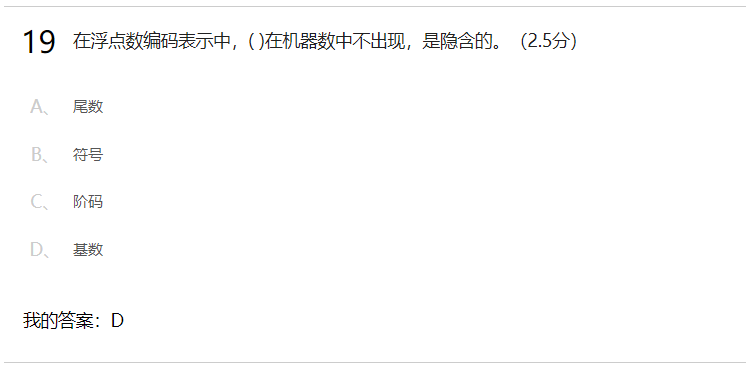 19 在浮点数编码表示中，( )在机器数中不出现，是隐含的。（2.5分）
A、 尾数
B、 符号
C、 阶码
D、 基数
我的答案：D